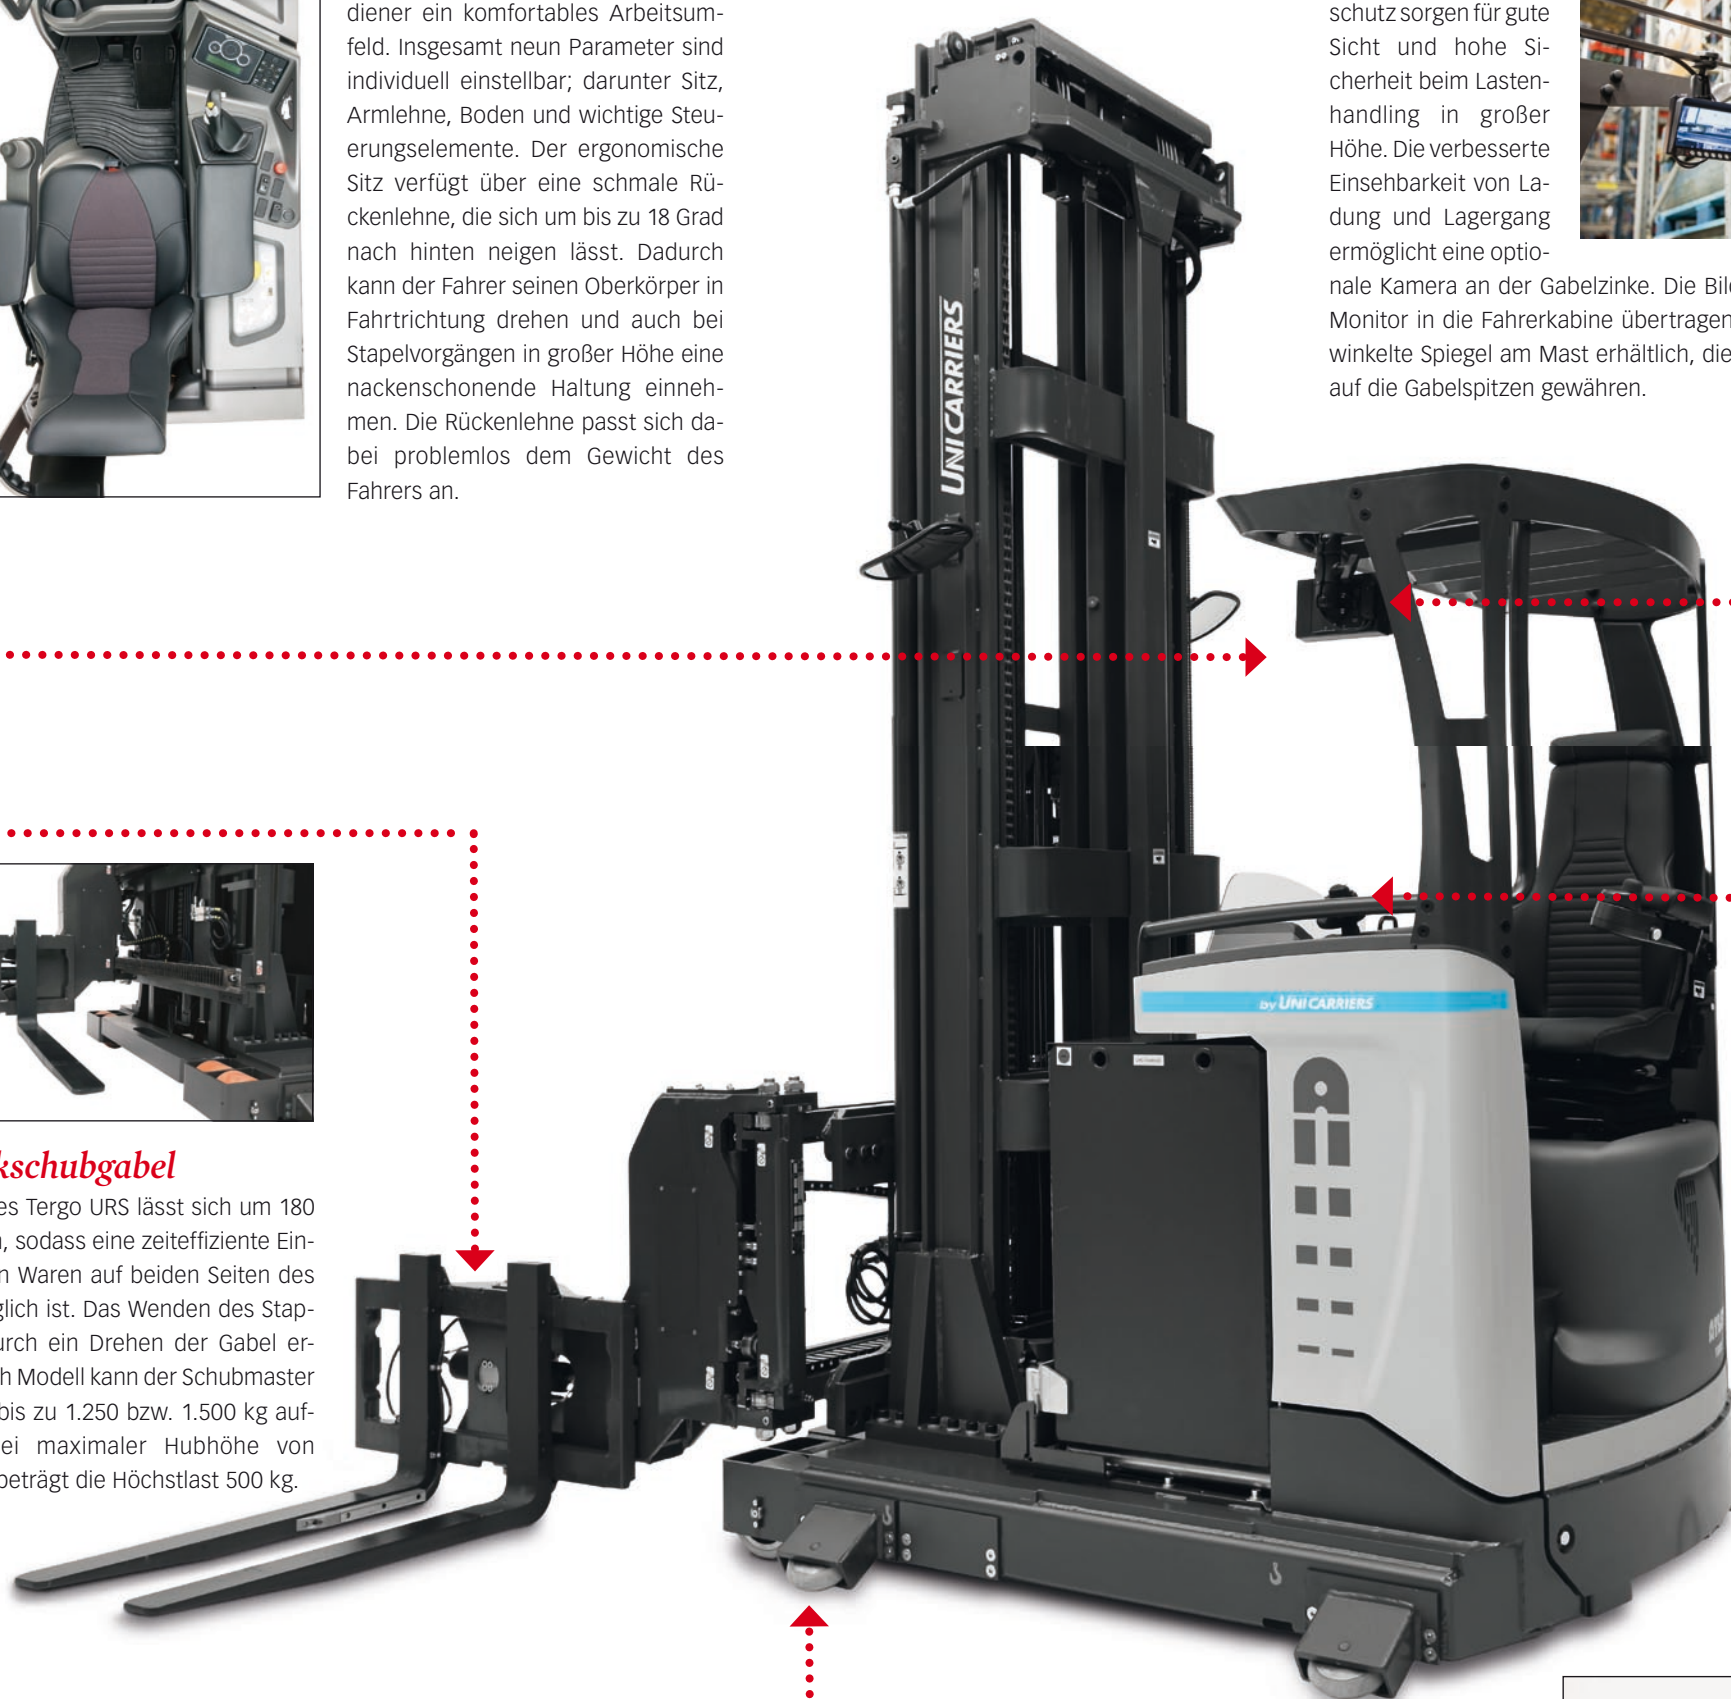 diener ein komfortables Arbeitsum-
feld. Insgesamt neun Parameter sind
individuell einstellbar; darunter Sitz,
Armlehne, Boden und wichtige Steu-
erungselemente. Der ergonomische
Sitz verfügt über eine schmale Rü-
ckenlehne, die sich um bis zu 18 Grad
nach hinten neigen lässt. Dadurch
kann der Fahrer seinen Oberkörper in
Fahrtrichtung drehen und auch bei
Stapelvorgängen in großer Höhe eine
nackenschonende Haltung einneh-
men. Die Rückenlehne passt sich da-
bei problemlos dem Gewicht des
Fahrers an.
schutz sorgen für gute
Sicht und hohe Si-
cherheit beim Lasten-
handling in großer
Höhe. Die verbesserte
Einsehbarkeit von La-
dung und Lagergang
ermöglicht eine optio-
nale Kamera an der Gabelzinke. Die Bil
Monitor in die Fahrerkabine übertragen
winkelte Spiegel am Mast erhältlich, die
auf die Gabelspitzen gewähren.
UNICARRIERS
by UNICARRIERS
kschubgabel
es Tergo URS lässt sich um 180
, sodass eine zeiteffiziente Ein-
n Waren auf beiden Seiten des
glich ist. Das Wenden des Stap-
urch ein Drehen der Gabel er-
h Modell kann der Schubmaster
bis zu 1.250 bzw. 1.500 kg auf-
ei maximaler Hubhöhe von
beträgt die Höchstlast 500 kg.